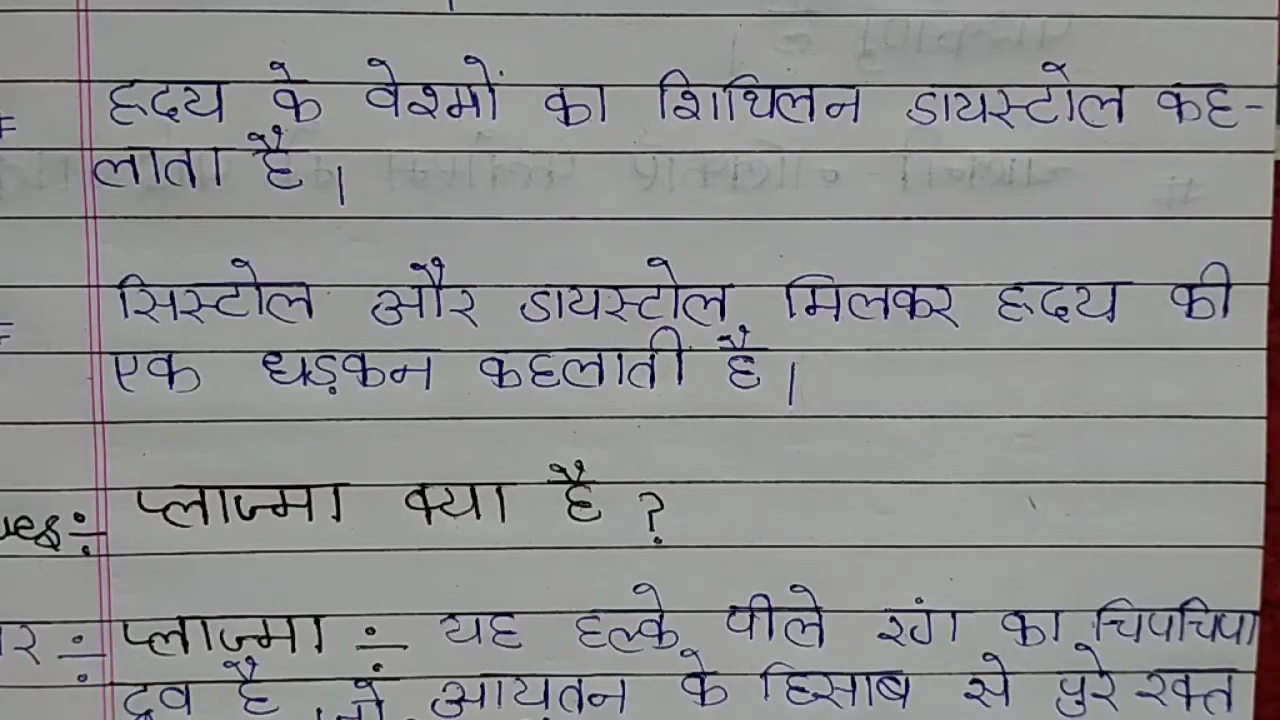 हृदय के वेश्मों का शिथिलन डायस्टोल कह-
लाता है।
सिस्टोल और डायस्टोल मिलकर हृदय की
एक धड़कन कहलाती है।
प्लाज्मा क्या है ?
प्लाज्मा ÷ यह हल्के पीले रंग का चिपचिपा
द्रव है, जो आयतन के हिसाब से पुरे रक्त